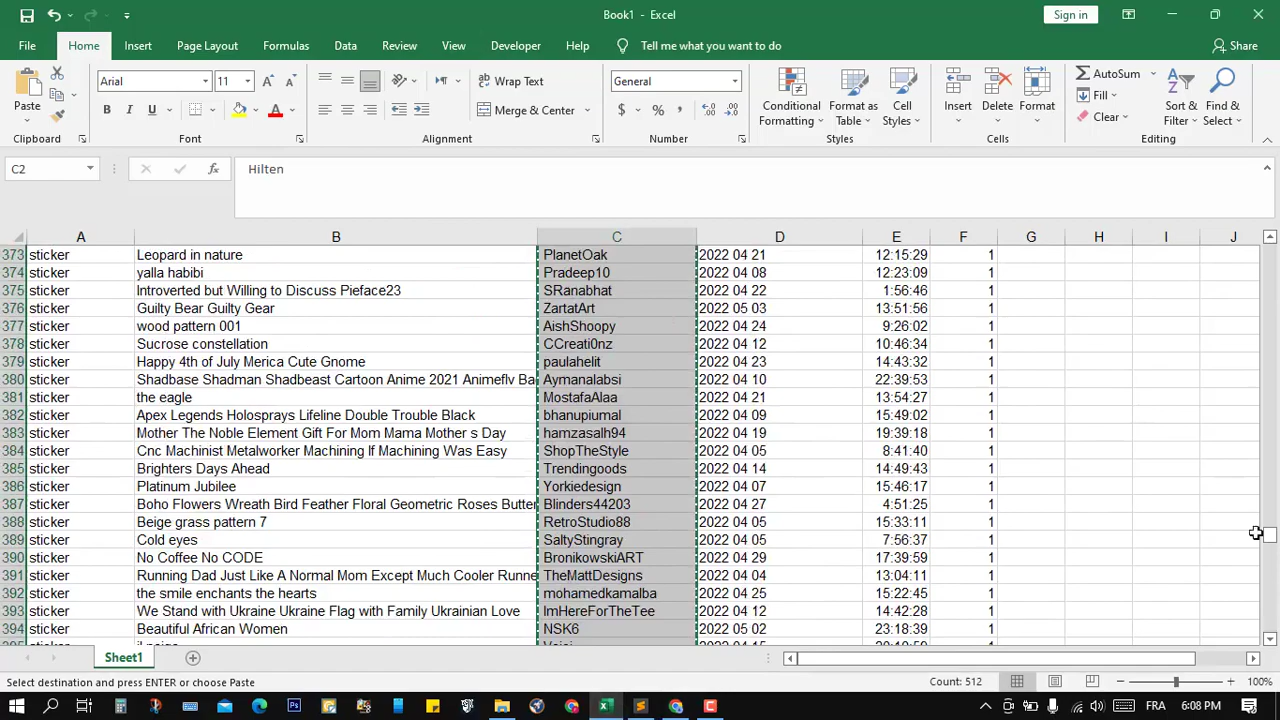 Book1 - Excel
Sign in
File Home Insert Page Layout Formulas Data Review View Developer Help Tell me what you want to do Share
Paste Arial 11 Wrap Text General Conditional Formatting Format as Table Cell Styles Insert Delete Format AutoSum Sort & Filter Find & Select
B I U Merge & Center $ % , Fill
Clear
Clipboard Font Alignment Number Styles Cells Editing
C2 fx Hilten
A B C D E F G H I J
373 sticker Leopard in nature PlanetOak 2022 04 21 12:15:29 1
374 sticker yalla habibi Pradeep10 2022 04 08 12:23:09 1
375 sticker Introverted but Willing to Discuss Pieface23 SRanabhat 2022 04 22 1:56:46 1
376 sticker Guilty Bear Guilty Gear ZartatArt 2022 05 03 13:51:56 1
377 sticker wood pattern 001 AishShoopy 2022 04 24 9:26:02 1
378 sticker Sucrose constellation CCreati0nz 2022 04 12 10:46:34 1
379 sticker Happy 4th of July Merica Cute Gnome paulahelit 2022 04 23 14:43:32 1
380 sticker Shadbase Shadman Shadbeast Cartoon Anime 2021 Animeflv Ba Aymanalabsi 2022 04 10 22:39:53 1
381 sticker the eagle MostafaAlaa 2022 04 21 13:54:27 1
382 sticker Apex Legends Holosprays Lifeline Double Trouble Black bhanupiumal 2022 04 09 15:49:02 1
383 sticker Mother The Noble Element Gift For Mom Mama Mother s Day hamzasalh94 2022 04 19 19:39:18 1
384 sticker Cnc Machinist Metalworker Machining If Machining Was Easy ShopTheStyle 2022 04 05 8:41:40 1
385 sticker Brighters Days Ahead Trendingoods 2022 04 14 14:49:43 1
386 sticker Platinum Jubilee Yorkiedesign 2022 04 07 15:46:17 1
387 sticker Boho Flowers Wreath Bird Feather Floral Geometric Roses Butter Blinders44203 2022 04 27 4:51:25 1
388 sticker Beige grass pattern 7 RetroStudio88 2022 04 05 15:33:11 1
389 sticker Cold eyes SaltyStingray 2022 04 05 7:56:37 1
390 sticker No Coffee No CODE BronikowskiART 2022 04 29 17:39:59 1
391 sticker Running Dad Just Like A Normal Mom Except Much Cooler Runne TheMattDesigns 2022 04 04 13:04:11 1
392 sticker the smile enchants the hearts mohamedkamalba 2022 04 25 15:22:45 1
393 sticker We Stand with Ukraine Ukraine Flag with Family Ukrainian Love ImHereForTheTee 2022 04 12 14:42:28 1
394 sticker Beautiful African Women NSK6 2022 05 02 23:18:39 1
Sheet1
Select destination and press ENTER or choose Paste Count: 512 100%
FRA 6:08 PM